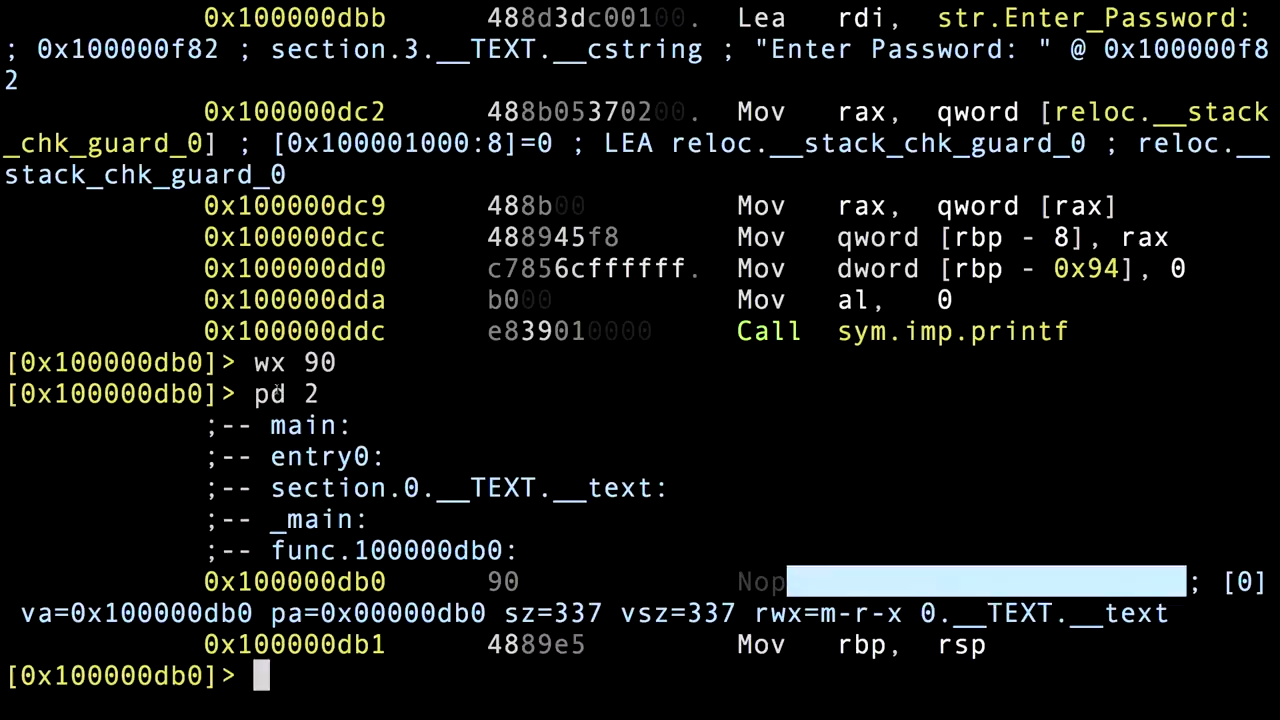 0x100000dbb 488d3dc00100. Lea rdi, str.Enter_Password:
; 0x100000f82 ; section.3.__TEXT.__cstring ; "Enter Password: " @ 0x100000f8
2
0x100000dc2 488b05370200. Mov rax, qword [reloc.__stack
_chk_guard_0] ; [0x100001000:8]=0 ; LEA reloc.__stack_chk_guard_0 ; reloc.__
stack_chk_guard_0
0x100000dc9 488b00 Mov rax, qword [rax]
0x100000dcc 488945f8 Mov qword [rbp - 8], rax
0x100000dd0 c7856cffffff. Mov dword [rbp - 0x94], 0
0x100000dda b000 Mov al, 0
0x100000ddc e839010000 Call sym.imp.printf
[0x100000db0]> wx 90
[0x100000db0]> pd 2
;-- main:
;-- entry0:
;-- section.0.__TEXT.__text:
;-- _main:
;-- func.100000db0:
0x100000db0 90 Nop ; [0]
va=0x100000db0 pa=0x00000db0 sz=337 vsz=337 rwx=m-r-x 0.__TEXT.__text
0x100000db1 4889e5 Mov rbp, rsp
[0x100000db0]>